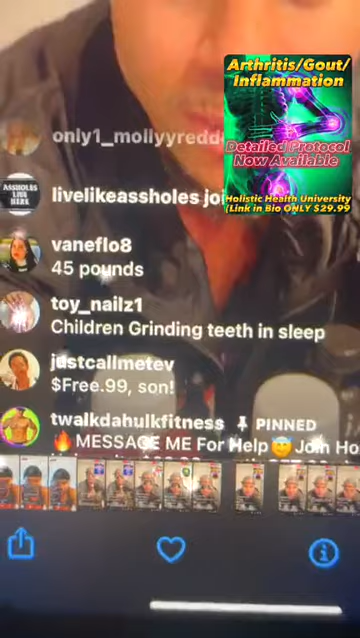 Arthritis/Gout/
Inflammation
Detailed Protocol
Now Available
Holistic Health University
(Link in Bio ONLY $29.99
only1_mollyyredd
ASSHOLES
LIVE
HERE
livelikeassholes joi
vaneflo8
45 pounds
toy_nailz1
Children Grinding teeth in sleep
justcallmetev
$Free.99, son!
twalkdahulkfitness PINNED
🔥MESSAGE ME For Help 😇Join Ho